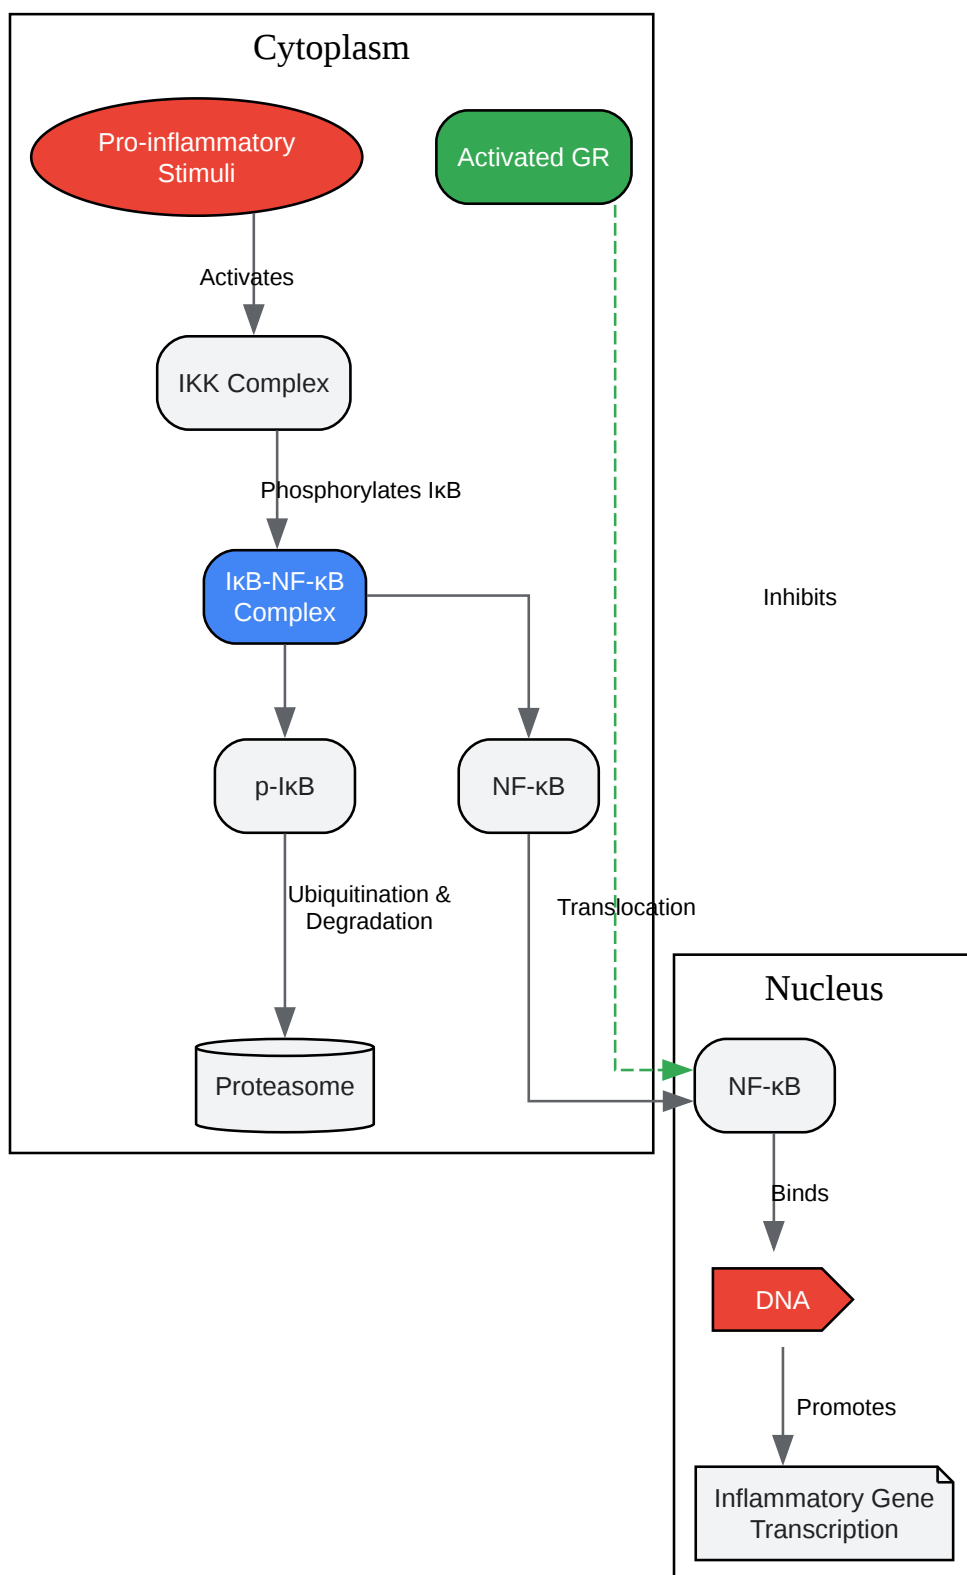 Cytoplasm
Pro-inflammatory
Stimuli
Activated GR
Activates
IKK Complex
Phosphorylates IκB
IκB-NF-κB
Complex
Inhibits
p-IκB
NF-κB
Ubiquitination &
Degradation
Translocation
Nucleus
Proteasome
NF-κB
Binds
DNA
Promotes
Inflammatory Gene
Transcription